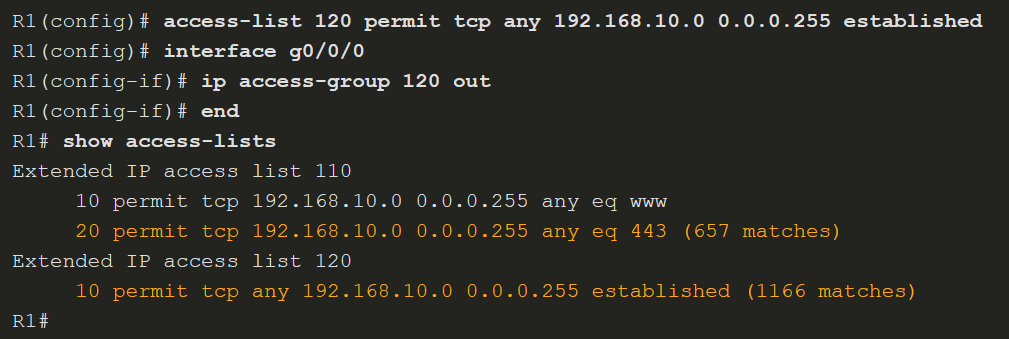 R1(config)# access-list 120 permit tcp any 192.168.10.0 0.0.0.255 established
R1(config)# interface g0/0/0
R1(config-if)# ip access-group 120 out
R1(config-if)# end
R1# show access-lists
Extended IP access list 110
     10 permit tcp 192.168.10.0 0.0.0.255 any eq www
     20 permit tcp 192.168.10.0 0.0.0.255 any eq 443 (657 matches)
Extended IP access list 120
     10 permit tcp any 192.168.10.0 0.0.0.255 established (1166 matches)
R1#